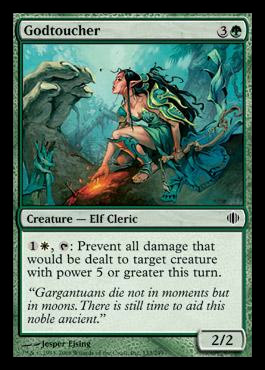 Godtoucher 3
Creature — Elf Cleric
1 , : Prevent all damage that
would be dealt to target creature
with power 5 or greater this turn.
“Gargantuans die not in moments but
in moons. There is still time to aid this
noble ancient.”
Jesper Ejsing
2/2